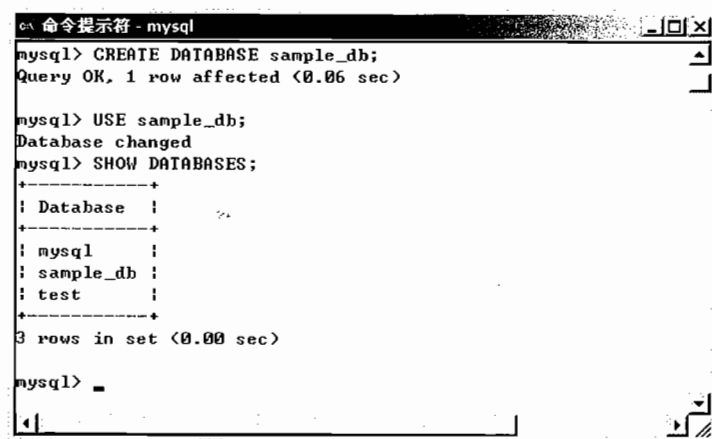 命令提示符 - mysql
mysql> CREATE DATABASE sample_db;
Query OK, 1 row affected (0.06 sec)
mysql> USE sample_db;
Database changed
mysql> SHOW DATABASES;
+-----------+
| Database |
+-----------+
| mysql |
| sample_db |
| test |
+-----------+
3 rows in set (0.00 sec)
mysql>